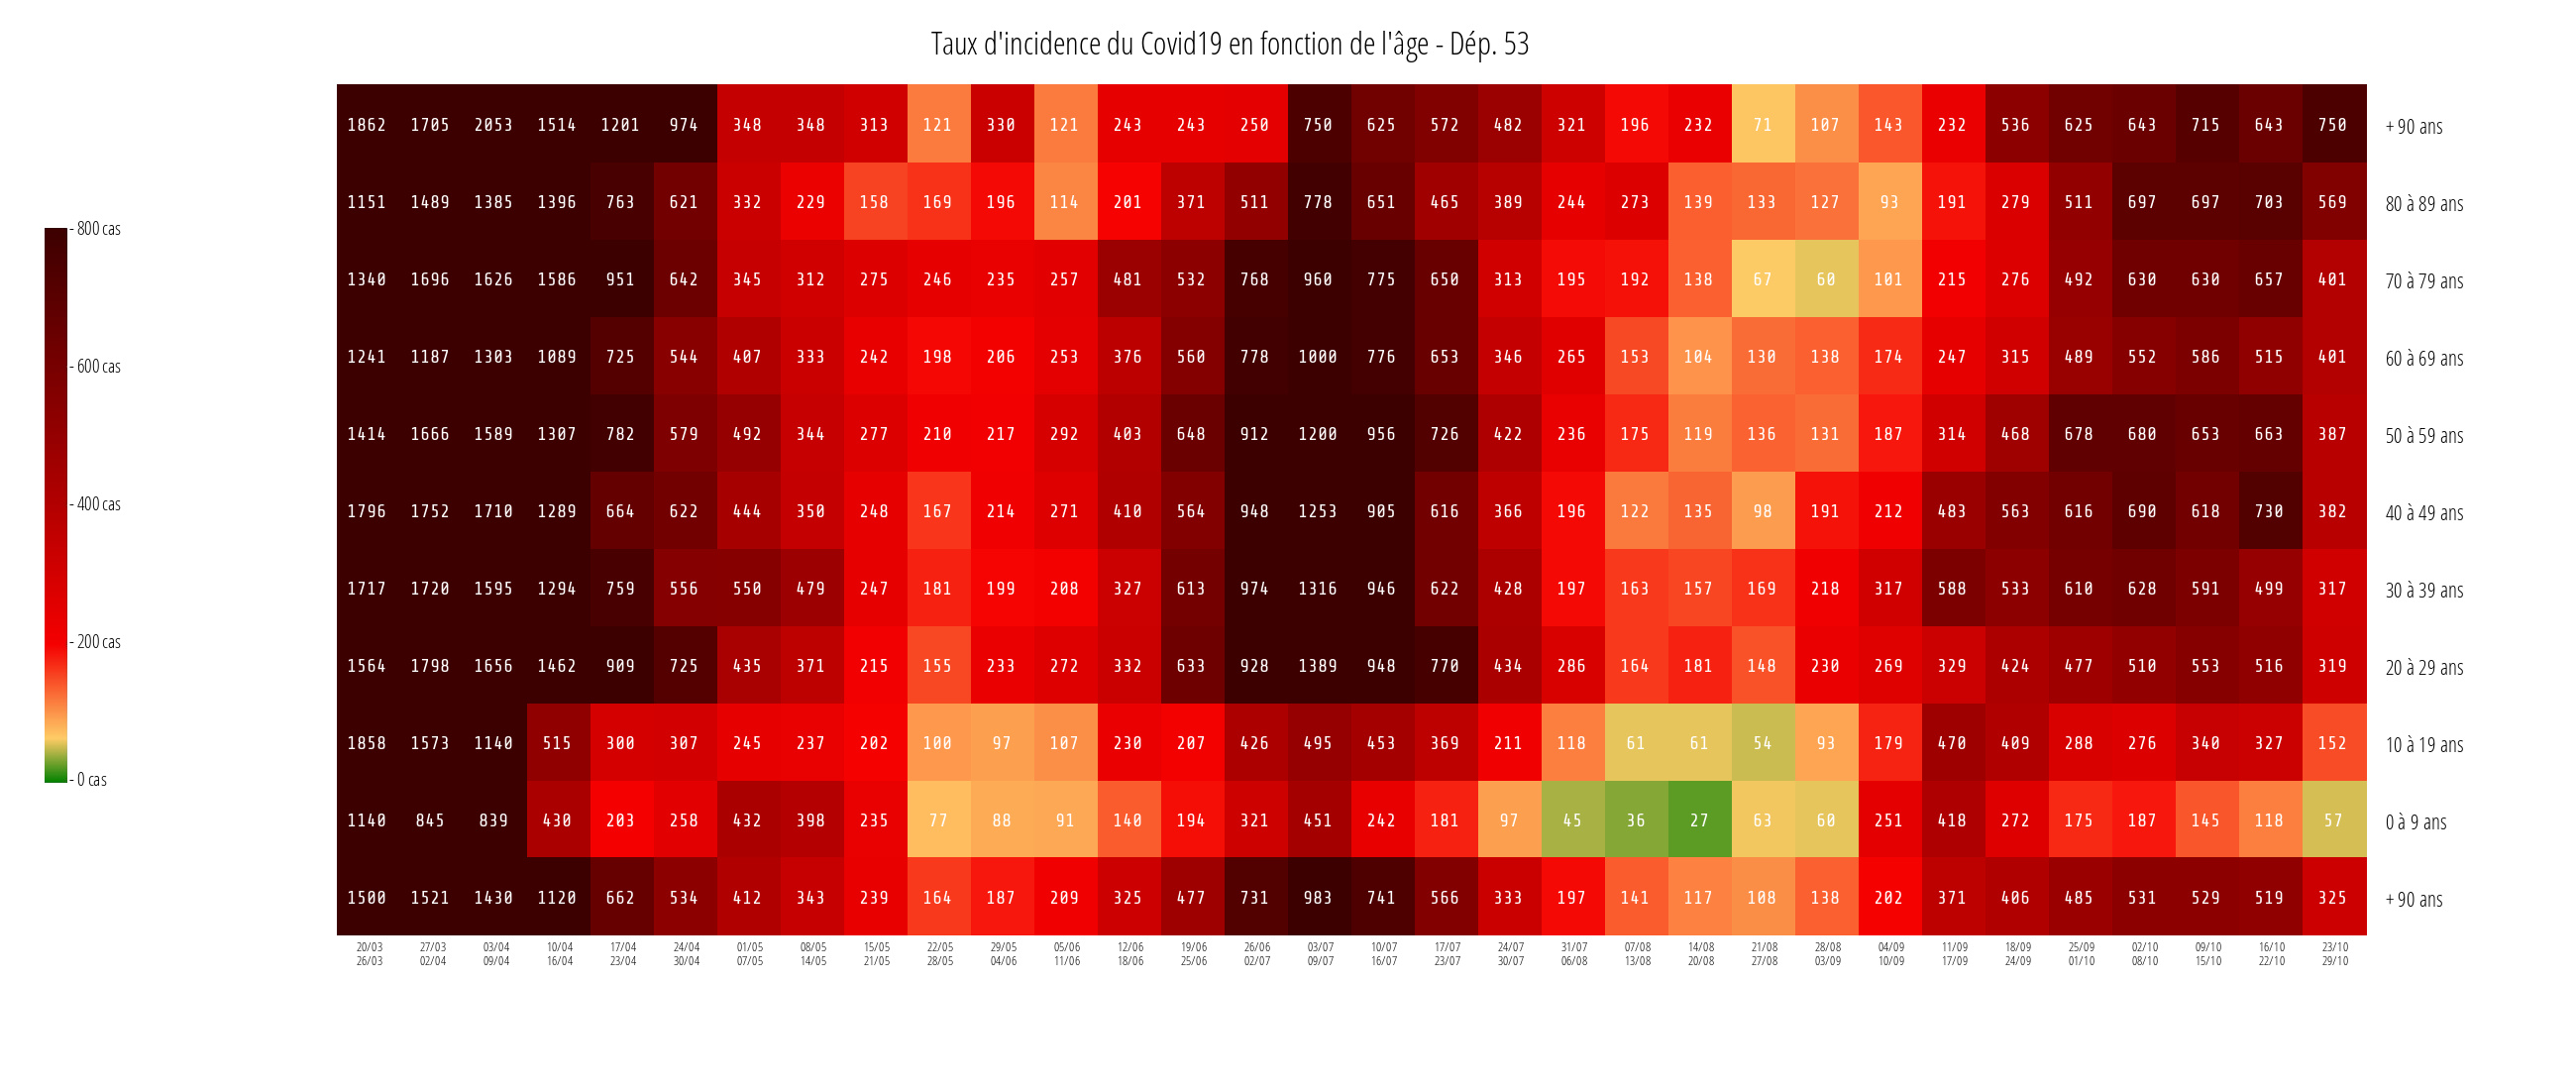 Taux d'incidence du Covid19 en fonction de l'âge - Dép. 53
1862 1705 2053 1514 1201 974 348 348 313 121 330 121 243 243 250 750 625 572 482 321 196 232 71 107 143 232 536 625 643 715 643 750 + 90 ans
1151 1489 1385 1396 763 621 332 229 158 169 196 114 201 371 511 778 651 465 389 244 273 139 133 127 93 191 279 511 697 697 703 569 80 à 89 ans
1340 1696 1626 1586 951 642 345 312 275 246 235 257 481 532 768 960 775 650 313 195 192 138 67 60 101 215 276 492 630 630 657 401 70 à 79 ans
1241 1187 1303 1089 725 544 407 333 242 198 206 253 376 560 778 1000 776 653 346 265 153 104 130 138 174 247 315 489 552 586 515 401 60 à 69 ans
1414 1666 1589 1307 782 579 492 344 277 210 217 292 403 648 912 1200 956 726 422 236 175 119 136 131 187 314 468 678 680 653 663 387 50 à 59 ans
1796 1752 1710 1289 664 622 444 350 248 167 214 271 410 564 948 1253 905 616 366 196 122 135 98 191 212 483 563 616 690 618 730 382 40 à 49 ans
1717 1720 1595 1294 759 556 550 479 247 181 199 208 327 613 974 1316 946 622 428 197 163 157 169 218 317 588 533 610 628 591 499 317 30 à 39 ans
1564 1798 1656 1462 909 725 435 371 215 155 233 272 332 633 928 1389 948 770 434 286 164 181 148 230 269 329 424 477 510 553 516 319 20 à 29 ans
1858 1573 1140 515 300 307 245 237 202 100 97 107 230 207 426 495 453 369 211 118 61 61 54 93 179 470 409 288 276 340 327 152 10 à 19 ans
1140 845 839 430 203 258 432 398 235 77 88 91 140 194 321 451 242 181 97 45 36 27 63 60 251 418 272 175 187 145 118 57 0 à 9 ans
1500 1521 1430 1120 662 534 412 343 239 164 187 209 325 477 731 983 741 566 333 197 141 117 108 138 202 371 406 485 531 529 519 325 + 90 ans
20/03 27/03 03/04 10/04 17/04 24/04 01/05 08/05 15/05 22/05 29/05 05/06 12/06 19/06 26/06 03/07 10/07 17/07 24/07 31/07 07/08 14/08 21/08 28/08 04/09 11/09 18/09 25/09 02/10 09/10 16/10 23/10
26/03 02/04 09/04 16/04 23/04 30/04 07/05 14/05 21/05 28/05 04/06 11/06 18/06 25/06 02/07 09/07 16/07 23/07 30/07 06/08 13/08 20/08 27/08 03/09 10/09 17/09 24/09 01/10 08/10 15/10 22/10 29/10
- 800 cas
- 600 cas
- 400 cas
- 200 cas
- 0 cas